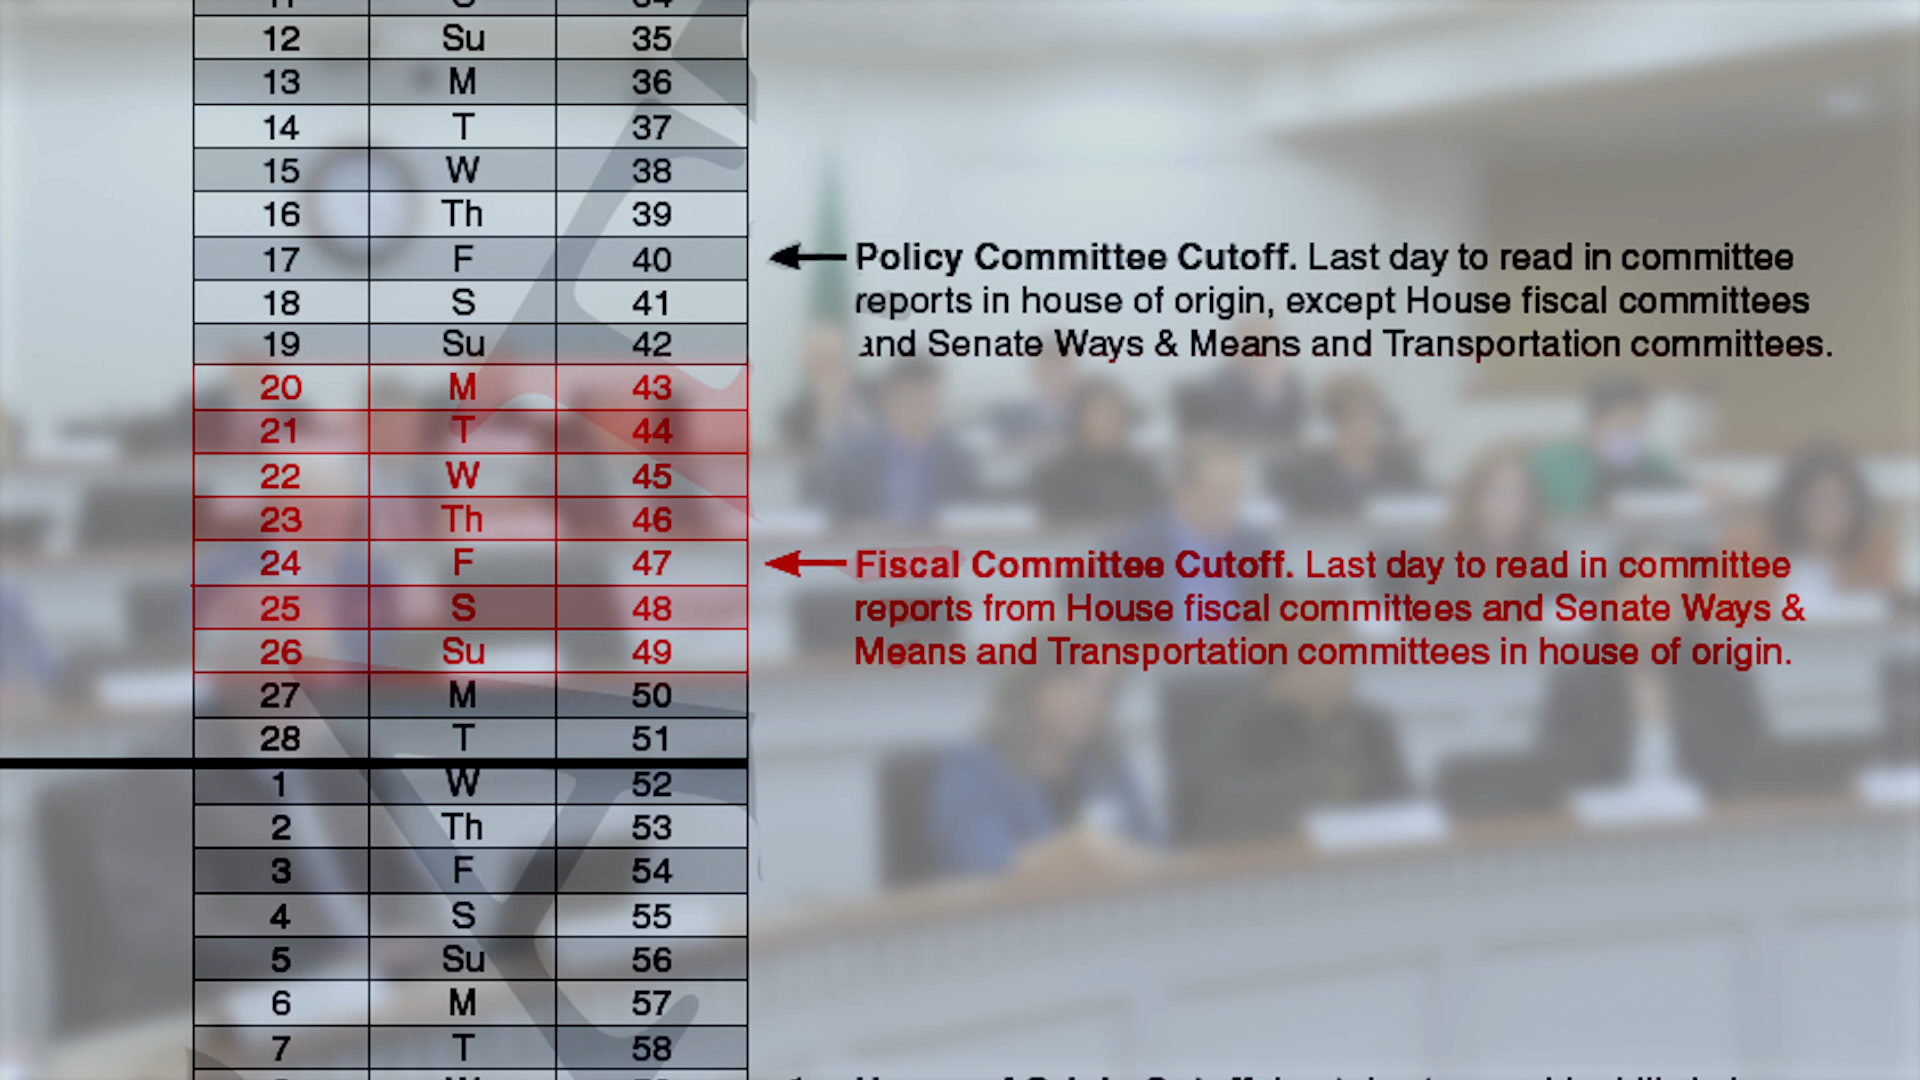 12 Su 35
13 M 36
14 T 37
15 W 38
16 Th 39
17 F 40 Policy Committee Cutoff. Last day to read in committee
18 S 41 reports in house of origin, except House fiscal committees
19 Su 42 and Senate Ways & Means and Transportation committees.
20 M 43
21 T 44
22 W 45
23 Th 46
24 F 47 Fiscal Committee Cutoff. Last day to read in committee
25 S 48 reports from House fiscal committees and Senate Ways &
26 Su 49 Means and Transportation committees in house of origin.
27 M 50
28 T 51
1 W 52
2 Th 53
3 F 54
4 S 55
5 Su 56
6 M 57
7 T 58